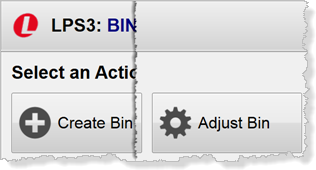 L LPS3: BIN
Select an Actio
Create Bin
Adjust Bin